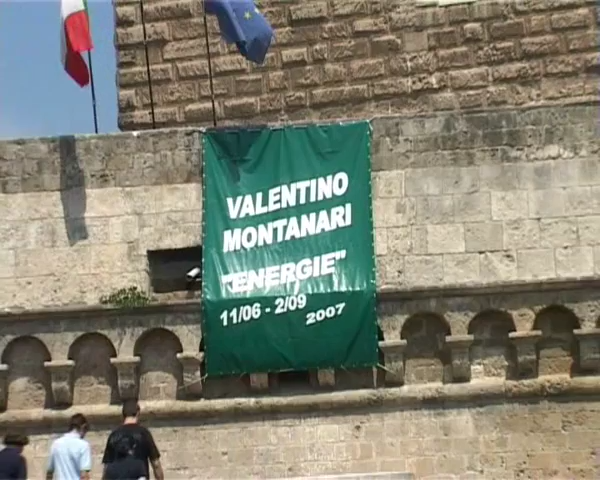 VALENTINO
MONTANARI
"ENERGIE"
11/06 - 2/09
2007